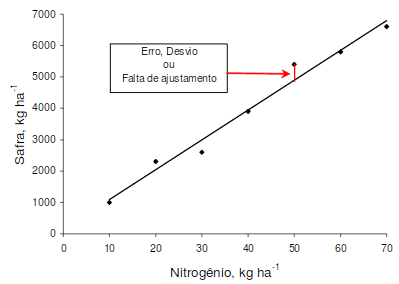 7000
6000
5000
4000
3000
2000
1000
0
Safra, kg ha-1
Erro, Desvio
ou
Falta de ajustamento
0 10 20 30 40 50 60 70
Nitrogênio, kg ha-1